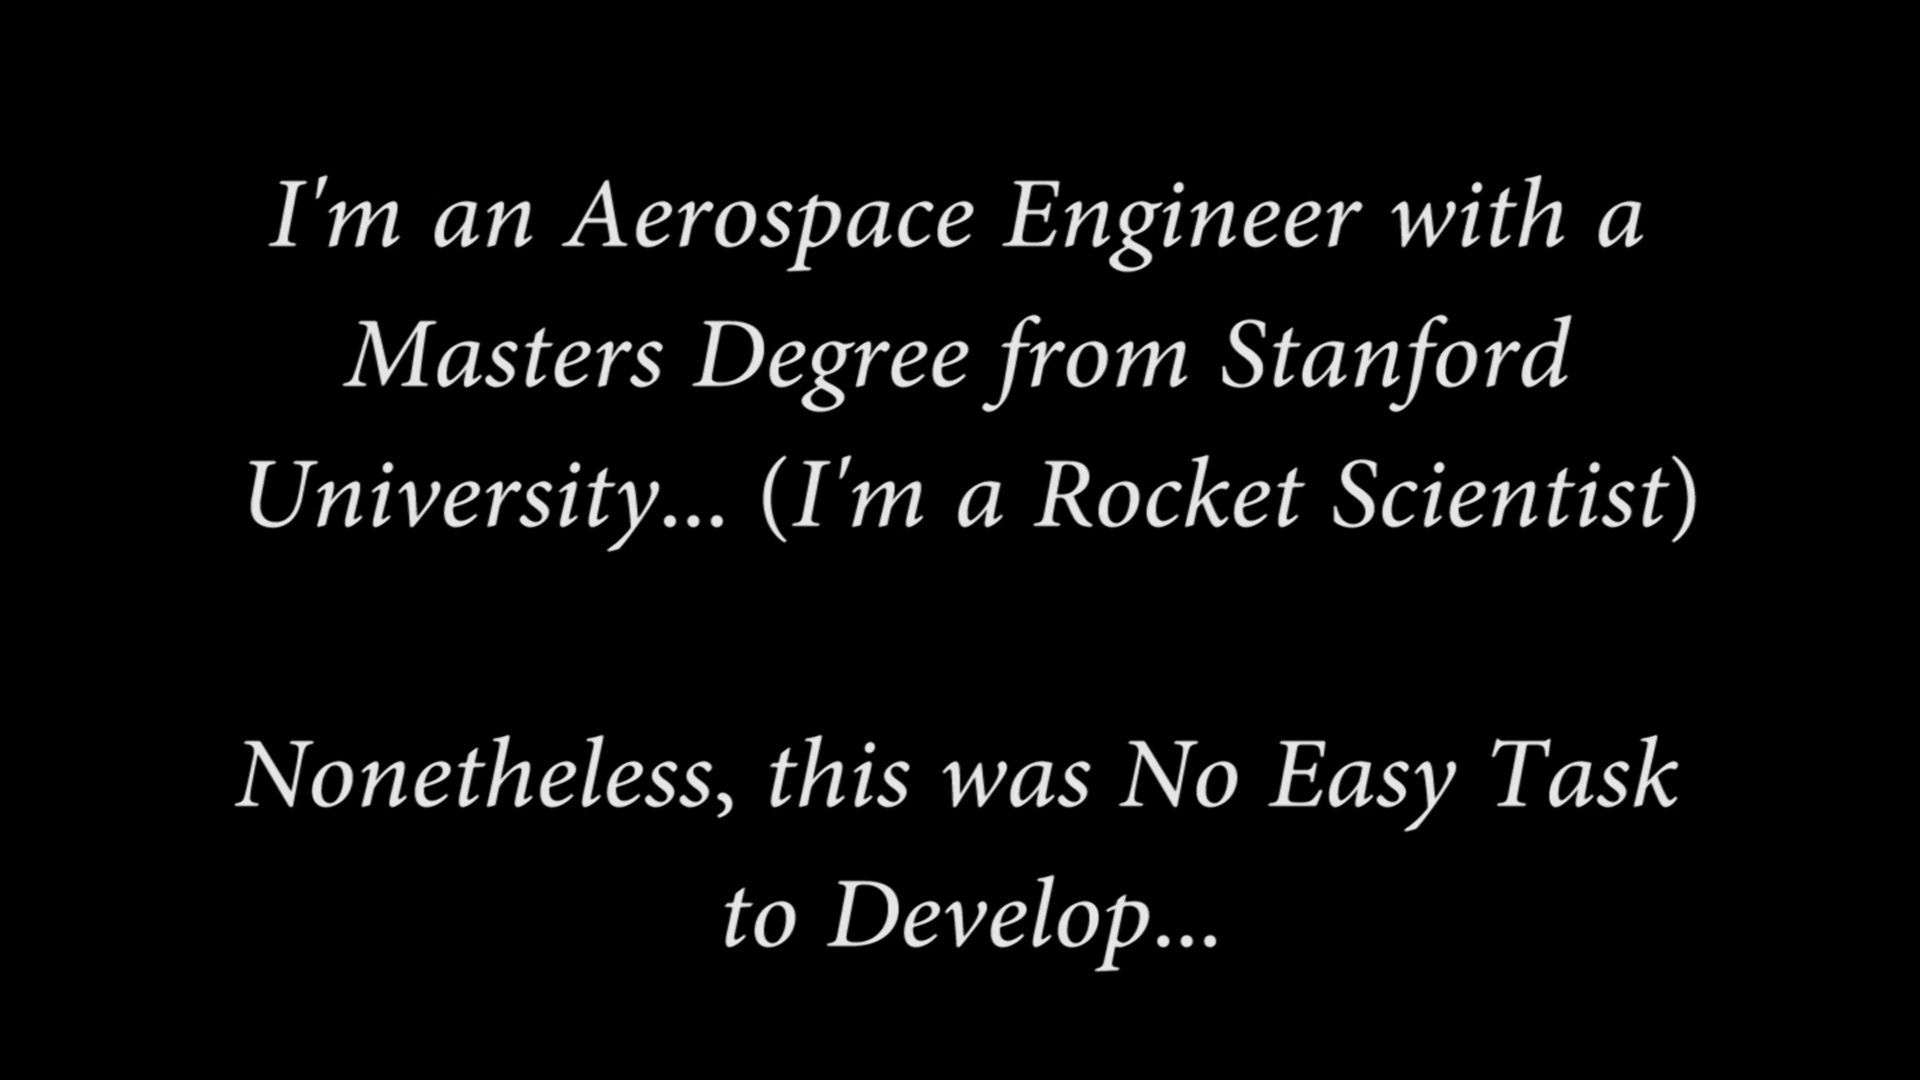 I'm an Aerospace Engineer with a
Masters Degree from Stanford
University... (I'm a Rocket Scientist)
Nonetheless, this was No Easy Task
to Develop...